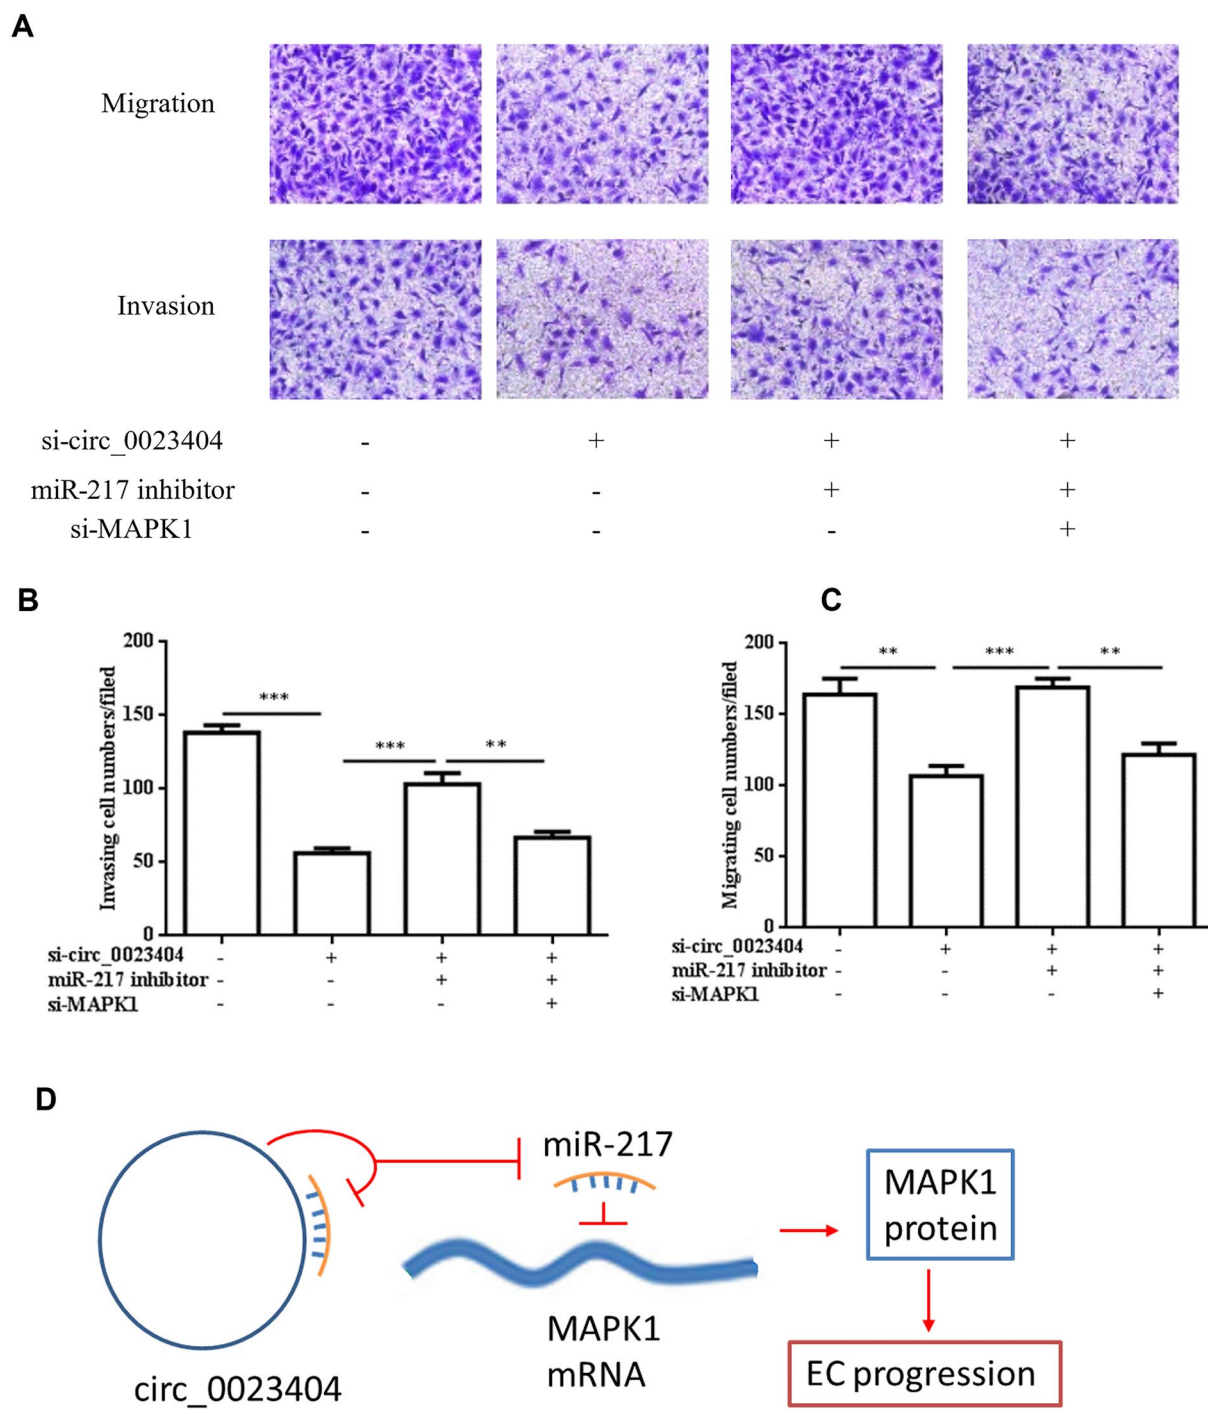 A
Migration
Invasion
si-circ_0023404 - + + +
miR-217 inhibitor - - + +
si-MAPK1 - - - +
B
200
150
100
50
0
Invasing cell numbers/filed
***
***
**
si-circ_0023404 - + + +
miR-217 inhibitor - - + +
si-MAPK1 - - - +
C
200
150
100
50
0
Migrating cell numbers/filed
**
***
**
si-circ_0023404 - + + +
miR-217 inhibitor - - + +
si-MAPK1 - - - +
D
circ_0023404
miR-217
MAPK1
mRNA
MAPK1
protein
EC progression